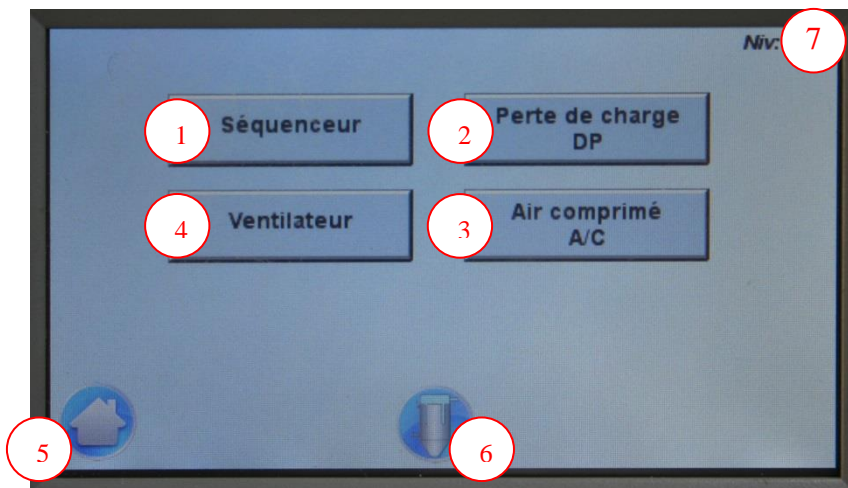 Niv: 7
1 Séquenceur
2 Perte de charge
DP
4 Ventilateur
3 Air comprimé
A/C
5
6